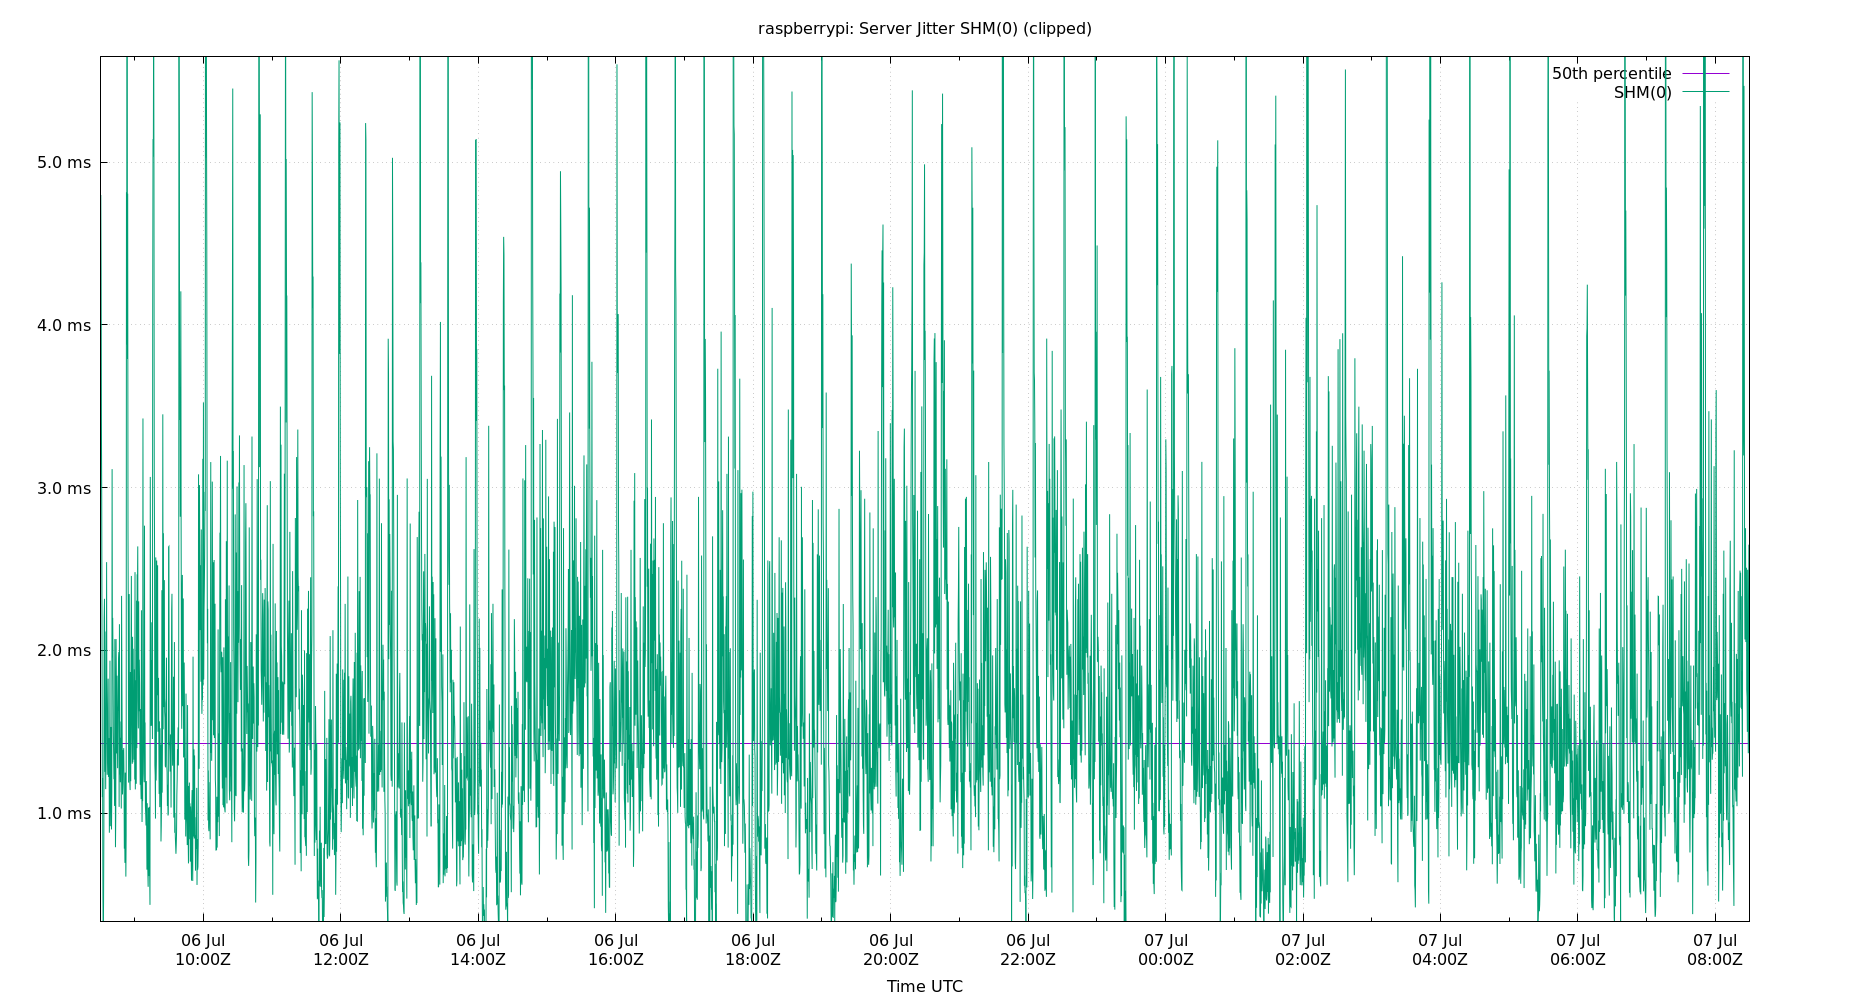 raspberrypi: Server Jitter SHM(0) (clipped)
50th percentile
SHM(0)
5.0 ms
4.0 ms
3.0 ms
2.0 ms
1.0 ms
06 Jul 06 Jul 06 Jul 06 Jul 06 Jul 06 Jul 06 Jul 07 Jul 07 Jul 07 Jul 07 Jul 07 Jul
10:00Z 12:00Z 14:00Z 16:00Z 18:00Z 20:00Z 22:00Z 00:00Z 02:00Z 04:00Z 06:00Z 08:00Z
Time UTC